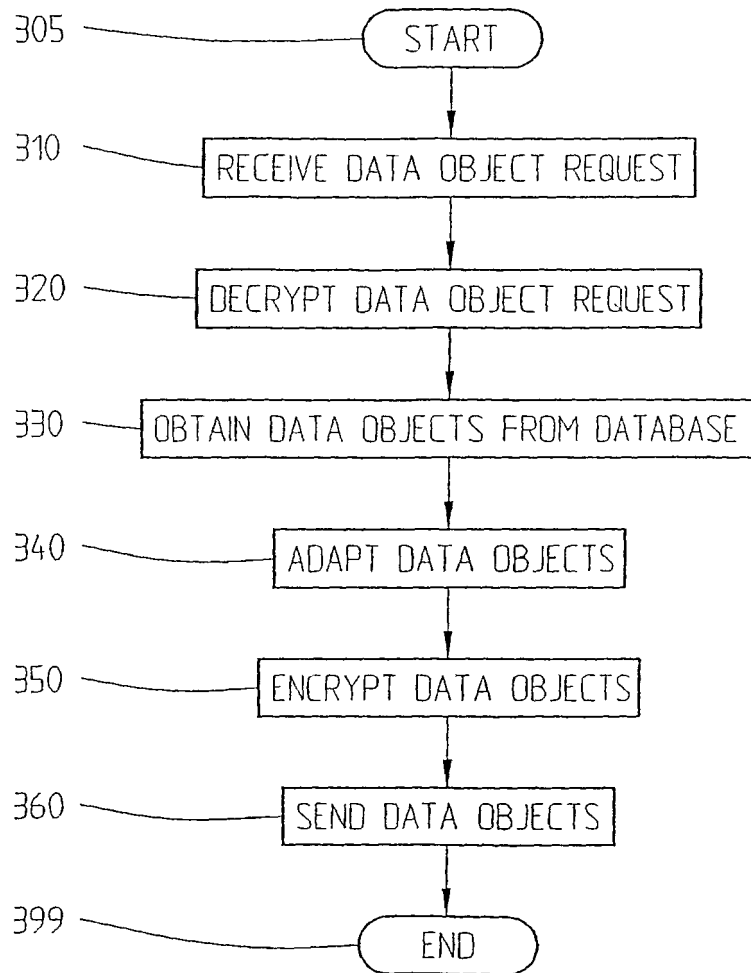 305 START
310 RECEIVE DATA OBJECT REQUEST
320 DECRYPT DATA OBJECT REQUEST
330 OBTAIN DATA OBJECTS FROM DATABASE
340 ADAPT DATA OBJECTS
350 ENCRYPT DATA OBJECTS
360 SEND DATA OBJECTS
399 END